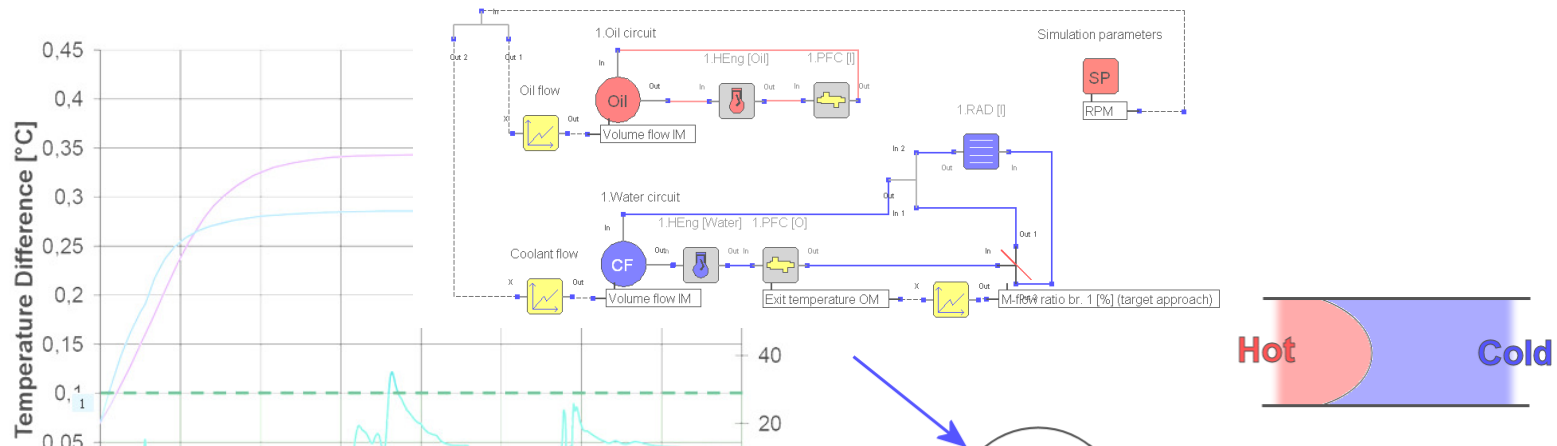 Temperature Difference [°C]
0,45
0,4
0,35
0,3
0,25
0,2
0,15
0,1
1
0,05
40
20
In
Out 2
Out 1
1.Oil circuit
In
1.HEng [Oil]
1.PFC [I]
Oil flow
Oil
Out
In
Out
In
Out
X
Out
Volume flow IM
Simulation parameters
SP
RPM
1.RAD [I]
In 2
Out
In
Out
In 1
1.Water circuit
In
1.HEng [Water]
1.PFC [O]
Out 1
Coolant flow
CF
Out
In
Out
In
Out
In
X
Out
Volume flow IM
Exit temperature OM
X
Out
Out 2
M-flow ratio br. 1 [%] (target approach)
Hot
Cold